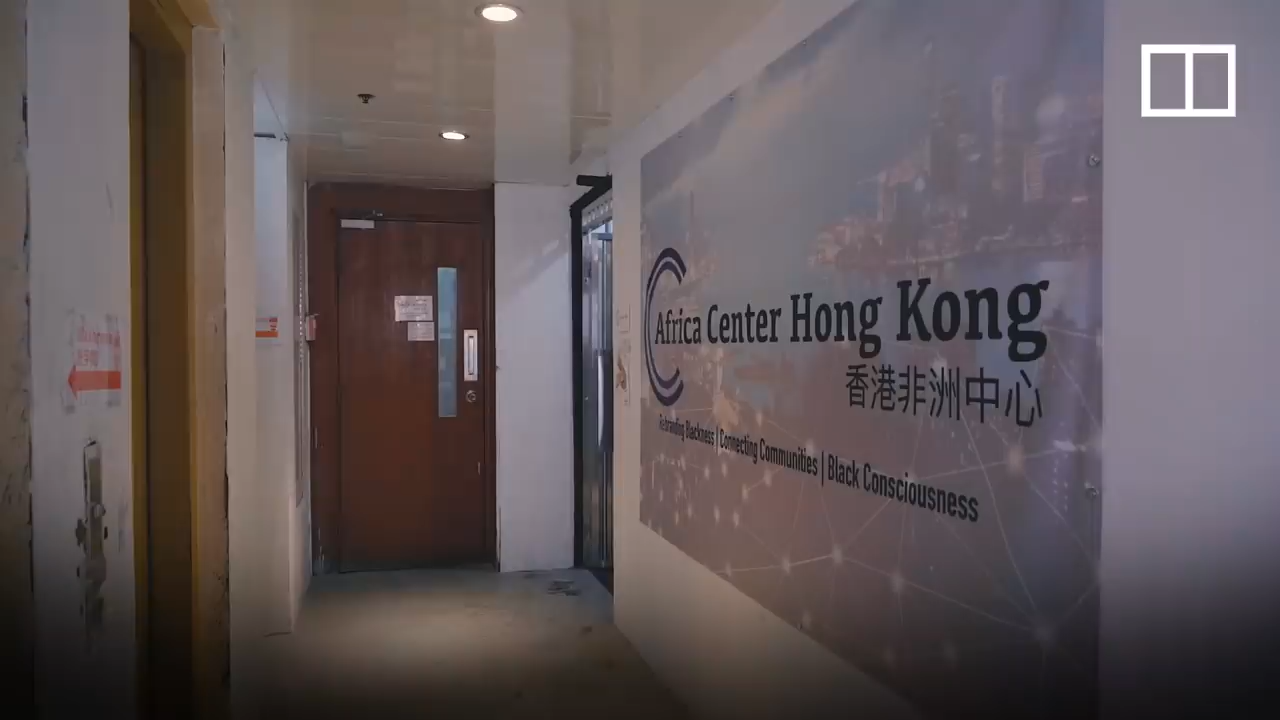 Africa Center Hong Kong
香港非洲中心
Rebranding Blackness | Connecting Communities | Black Consciousness